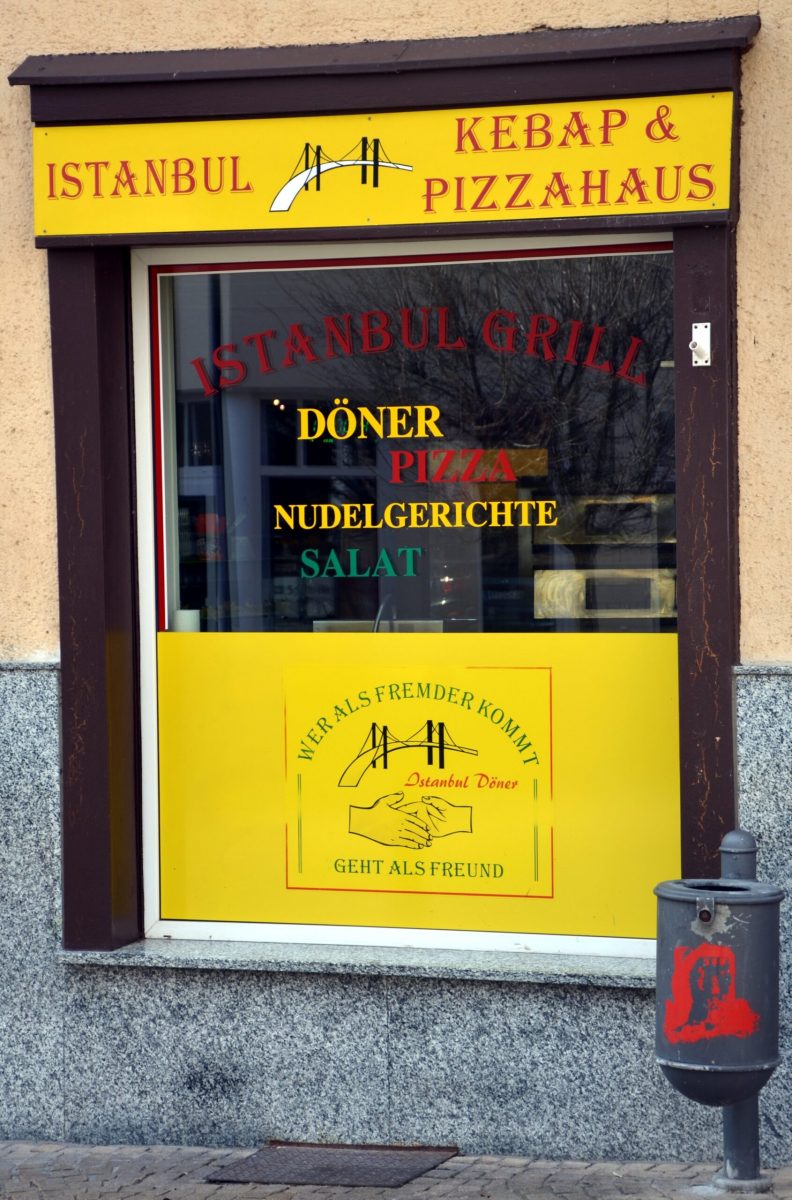 ISTANBUL
KEBAP &
PIZZAHAUS
ISTANBUL GRILL
DÖNER
PIZZA
NUDELGERICHTE
SALAT
WER ALS FREMDER KOMMT
Istanbul Döner
GEHT ALS FREUND